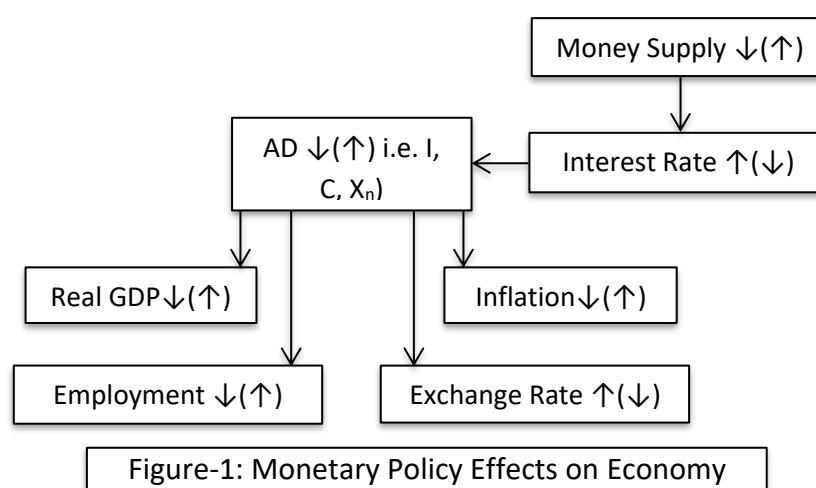 Money Supply ↓(↑)
AD ↓(↑) i.e. I,
C, Xₙ)
Interest Rate ↑(↓)
Real GDP↓(↑)
Inflation↓(↑)
Employment ↓(↑)
Exchange Rate ↑(↓)
Figure-1: Monetary Policy Effects on Economy